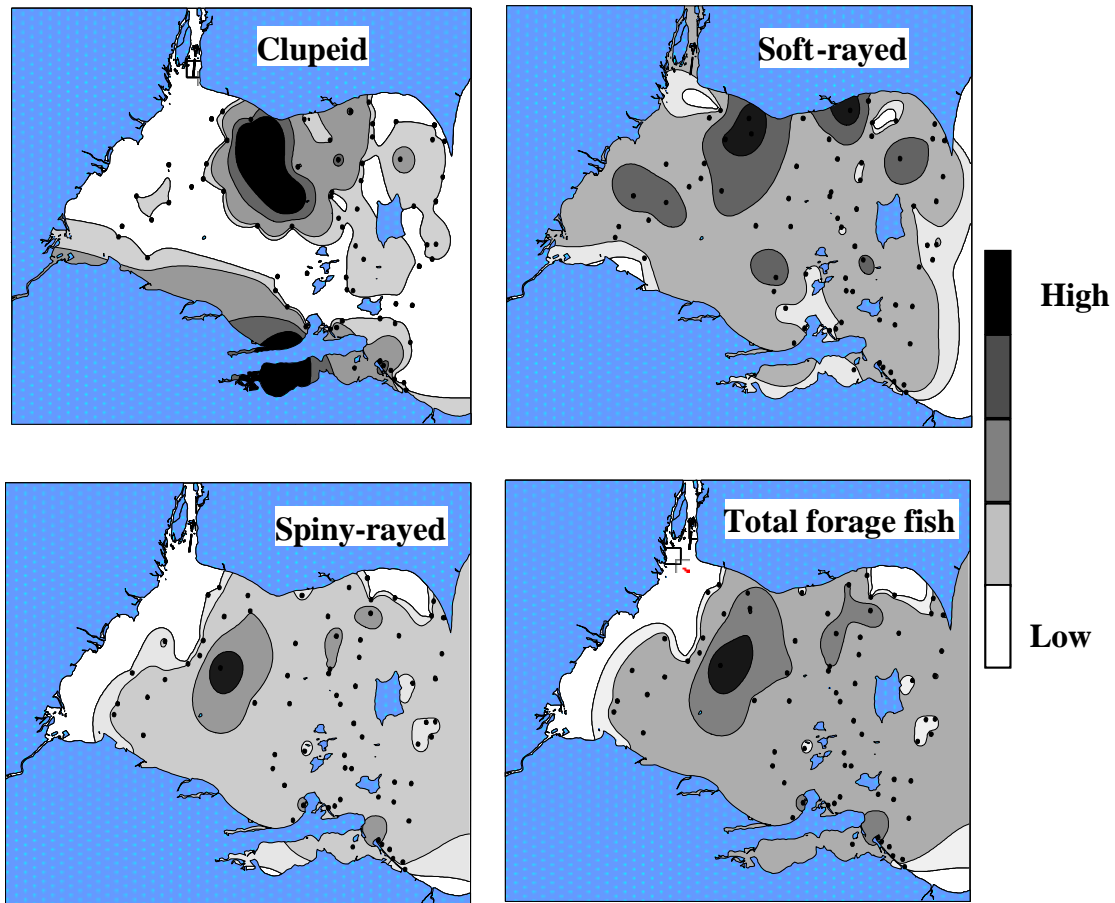 Clupeid
Soft-rayed
High
Low
Spiny-rayed
Total forage fish